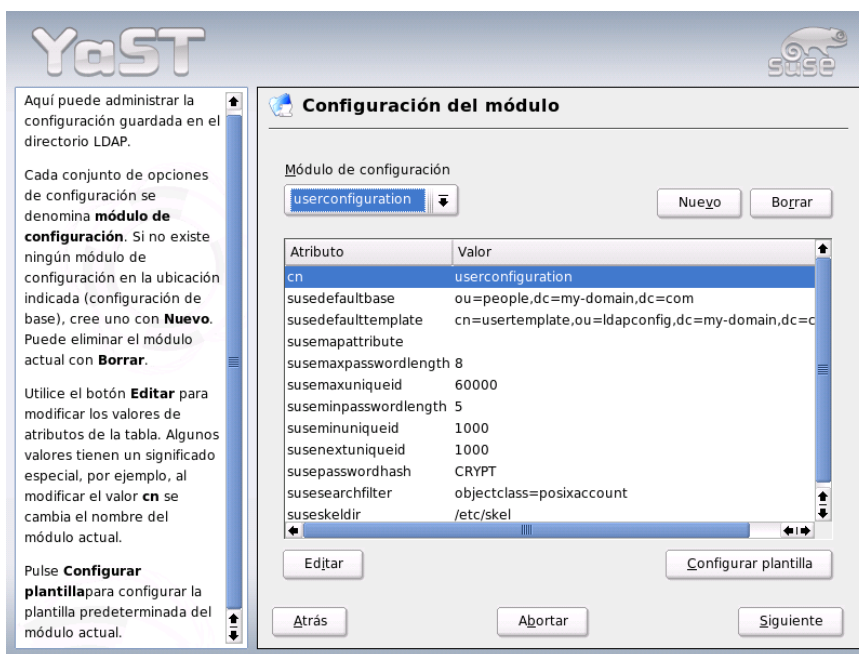 YaST
suse
Aquí puede administrar la
configuración guardada en el
directorio LDAP.
Cada conjunto de opciones
de configuración se
denomina módulo de
configuración. Si no existe
ningún módulo de
configuración en la ubicación
indicada (configuración de
base), cree uno con Nuevo.
Puede eliminar el módulo
actual con Borrar.
Utilice el botón Editar para
modificar los valores de
atributos de la tabla. Algunos
valores tienen un significado
especial, por ejemplo, al
modificar el valor cn se
cambia el nombre del
módulo actual.
Pulse Configurar
plantillapara configurar la
plantilla predeterminada del
módulo actual.
Configuración del módulo
Módulo de configuración
userconfiguration
Nuevo Borrar
Atributo Valor
cn userconfiguration
susedefaultbase ou=people,dc=my-domain,dc=com
susedefaulttemplate cn=usertemplate,ou=ldapconfig,dc=my-domain,dc=c
susemapattribute
susemaxpasswordlength 8
susemaxuniqueid 60000
suseminpasswordlength 5
suseminuniqueid 1000
susenextuniqueid 1000
susepasswordhash CRYPT
susesearchfilter objectclass=posixaccount
suseskeldir /etc/skel
Editar Configurar plantilla
Atrás Abortar Siguiente